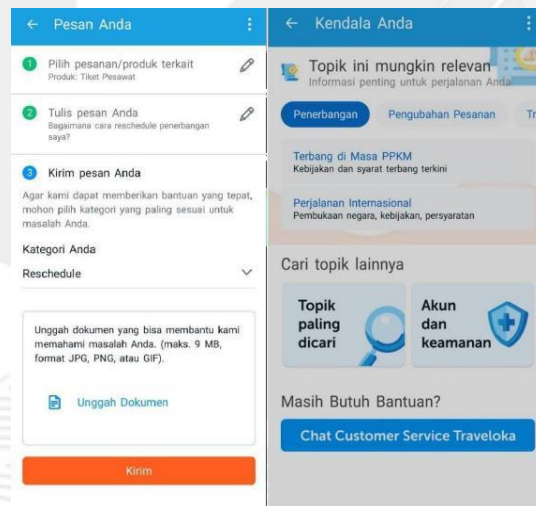 Pesan Anda
1 Pilih pesanan/produk terkait
Produk: Tiket Pesawat
2 Tulis pesan Anda
Bagaimana cara reschedule penerbangan
saya?
3 Kirim pesan Anda
Agar kami dapat memberikan bantuan yang tepat,
mohon pilih kategori yang paling sesuai untuk
masalah Anda.
Kategori Anda
Reschedule
Unggah dokumen yang bisa membantu kami
memahami masalah Anda. (maks. 9 MB,
format JPG, PNG, atau GIF).
Unggah Dokumen
Kirim
Kendala Anda
Topik ini mungkin relevan
Informasi penting untuk perjalanan Anda
Penerbangan Pengubahan Pesanan Tr
Terbang di Masa PPKM
Kebijakan dan syarat terbang terkini
Perjalanan Internasional
Pembukaan negara, kebijakan, persyaratan
Cari topik lainnya
Topik
paling
dicari
Akun
dan
keamanan
Masih Butuh Bantuan?
Chat Customer Service Traveloka